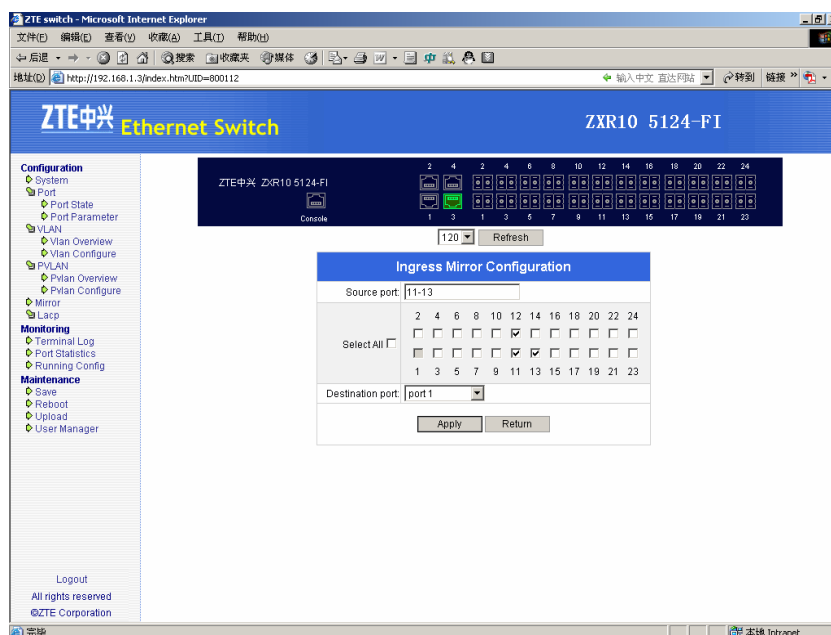 ZTE switch - Microsoft Internet Explorer
文件(F) 编辑(E) 查看(V) 收藏(A) 工具(T) 帮助(H)
后退 搜索 收藏夹 媒体
地址(D) http://192.168.1.3/index.htm?UID=800112 输入中文 直达网站 转到 链接 »
ZTE中兴 Ethernet Switch ZXR10 5124-FI
Configuration
System
Port
Port State
Port Parameter
VLAN
Vlan Overview
Vlan Configure
PVLAN
Pvlan Overview
Pvlan Configure
Mirror
Lacp
Monitoring
Terminal Log
Port Statistics
Running Config
Maintenance
Save
Reboot
Upload
User Manager
Logout
All rights reserved
©ZTE Corporation
2 4 2 4 6 8 10 12 14 16 18 20 22 24
ZTE中兴 ZXR10 5124-FI
Console 1 3 1 3 5 7 9 11 13 15 17 19 21 23
120 Refresh
Ingress Mirror Configuration
Source port: 11-13
2 4 6 8 10 12 14 16 18 20 22 24
Select All
1 3 5 7 9 11 13 15 17 19 21 23
Destination port: port 1
Apply Return
完毕 本地 Intranet